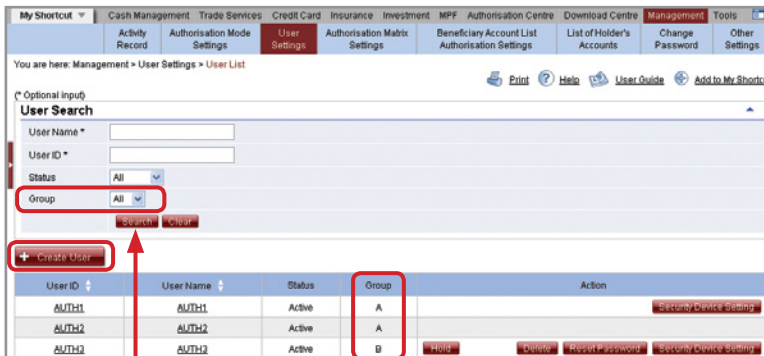 My Shortcut Cash Management Trade Services Credit Card Insurance Investment MPF Authorisation Centre Download Centre Management Tools
Activity Record Authorisation Mode Settings User Settings Authorisation Matrix Settings Beneficiary Account List Authorisation Settings List of Holder's Accounts Change Password Other Settings
You are here: Management > User Settings > User List
Print Help User Guide Add to My Shortc
(* Optional input)
User Search
User Name *
User ID *
Status All
Group All
Search Clear
+ Create User
User ID User Name Status Group Action
AUTH1 AUTH1 Active A Security Device Setting
AUTH2 AUTH2 Active A
AUTH3 AUTH3 Active B Hold Delete Reset Password Security Device Setting